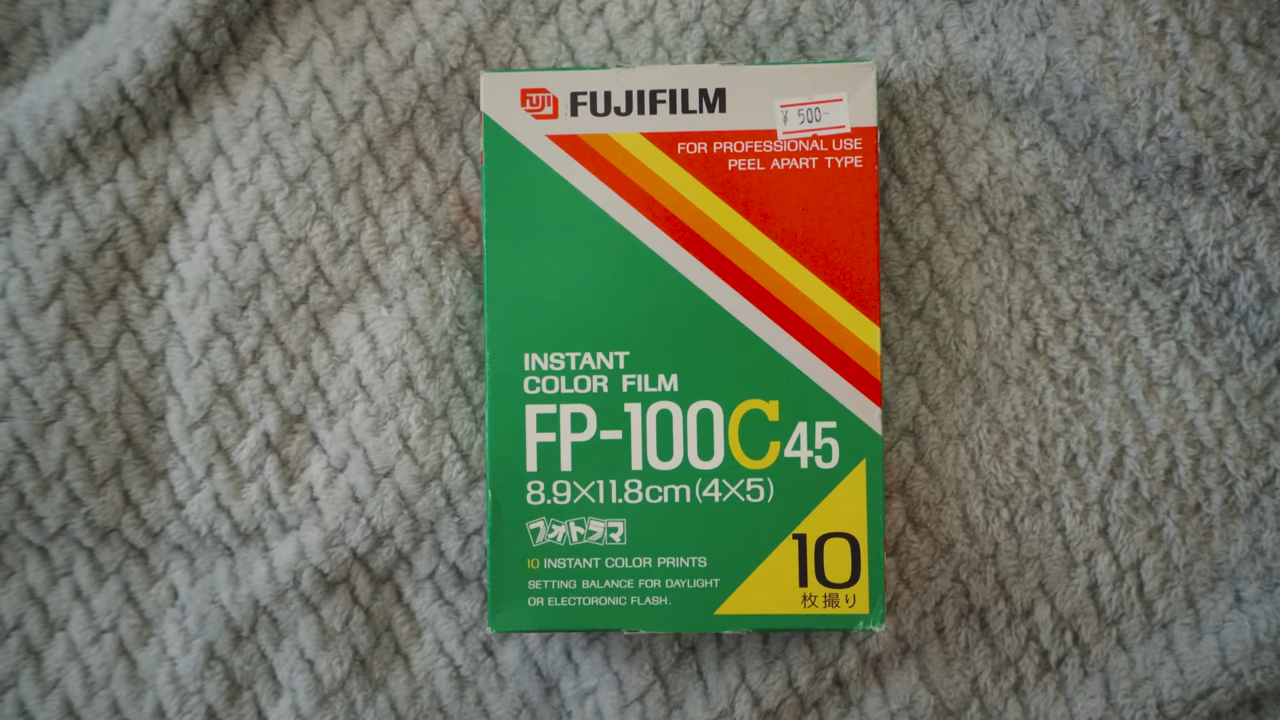 FUJI FUJIFILM
¥ 500-
FOR PROFESSIONAL USE
PEEL APART TYPE
INSTANT
COLOR FILM
FP-100C45
8.9×11.8cm(4×5)
フォトラマ
10 INSTANT COLOR PRINTS
SETTING BALANCE FOR DAYLIGHT
OR ELECTORONIC FLASH.
10
枚撮り